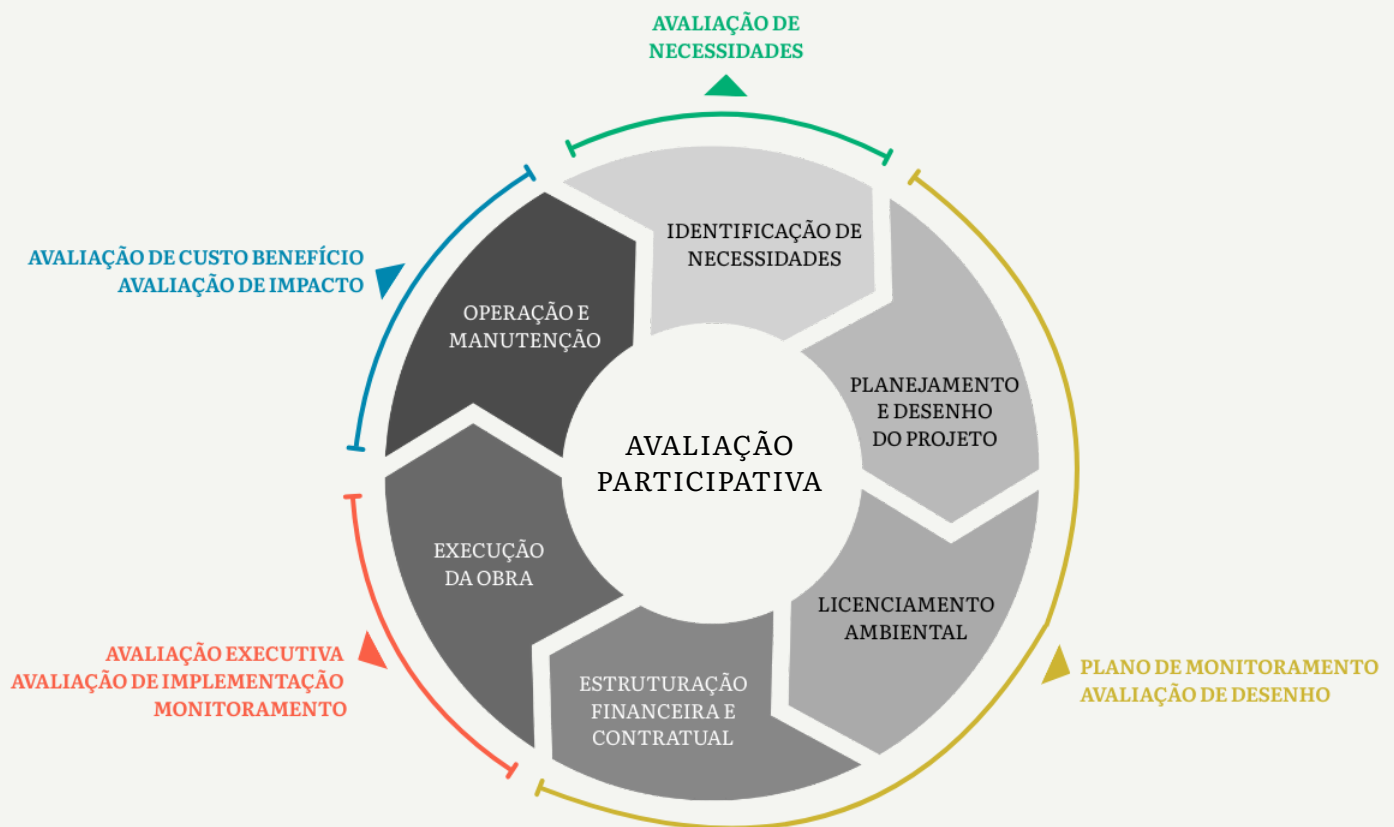 AVALIAÇÃO DE
NECESSIDADES
IDENTIFICAÇÃO DE
NECESSIDADES
PLANEJAMENTO
E DESENHO
DO PROJETO
LICENCIAMENTO
AMBIENTAL
ESTRUTURAÇÃO
FINANCEIRA E
CONTRATUAL
EXECUÇÃO
DA OBRA
OPERAÇÃO E
MANUTENÇÃO
AVALIAÇÃO
PARTICIPATIVA
PLANO DE MONITORAMENTO
AVALIAÇÃO DE DESENHO
AVALIAÇÃO EXECUTIVA
AVALIAÇÃO DE IMPLEMENTAÇÃO
MONITORAMENTO
AVALIAÇÃO DE CUSTO BENEFÍCIO
AVALIAÇÃO DE IMPACTO